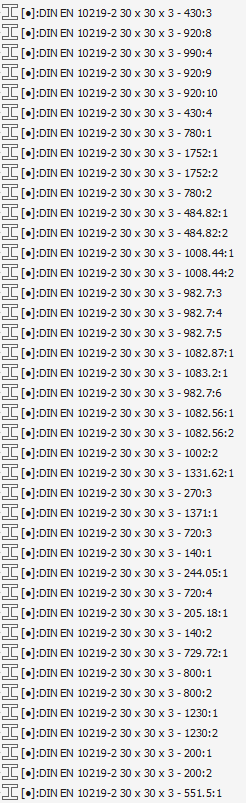 [•]:DIN EN 10219-2 30 x 30 x 3 - 430:3
[•]:DIN EN 10219-2 30 x 30 x 3 - 920:8
[•]:DIN EN 10219-2 30 x 30 x 3 - 990:4
[•]:DIN EN 10219-2 30 x 30 x 3 - 920:9
[•]:DIN EN 10219-2 30 x 30 x 3 - 920:10
[•]:DIN EN 10219-2 30 x 30 x 3 - 430:4
[•]:DIN EN 10219-2 30 x 30 x 3 - 780:1
[•]:DIN EN 10219-2 30 x 30 x 3 - 1752:1
[•]:DIN EN 10219-2 30 x 30 x 3 - 1752:2
[•]:DIN EN 10219-2 30 x 30 x 3 - 780:2
[•]:DIN EN 10219-2 30 x 30 x 3 - 484.82:1
[•]:DIN EN 10219-2 30 x 30 x 3 - 484.82:2
[•]:DIN EN 10219-2 30 x 30 x 3 - 1008.44:1
[•]:DIN EN 10219-2 30 x 30 x 3 - 1008.44:2
[•]:DIN EN 10219-2 30 x 30 x 3 - 982.7:3
[•]:DIN EN 10219-2 30 x 30 x 3 - 982.7:4
[•]:DIN EN 10219-2 30 x 30 x 3 - 982.7:5
[•]:DIN EN 10219-2 30 x 30 x 3 - 1082.87:1
[•]:DIN EN 10219-2 30 x 30 x 3 - 1083.2:1
[•]:DIN EN 10219-2 30 x 30 x 3 - 982.7:6
[•]:DIN EN 10219-2 30 x 30 x 3 - 1082.56:1
[•]:DIN EN 10219-2 30 x 30 x 3 - 1082.56:2
[•]:DIN EN 10219-2 30 x 30 x 3 - 1002:2
[•]:DIN EN 10219-2 30 x 30 x 3 - 1331.62:1
[•]:DIN EN 10219-2 30 x 30 x 3 - 270:3
[•]:DIN EN 10219-2 30 x 30 x 3 - 1371:1
[•]:DIN EN 10219-2 30 x 30 x 3 - 720:3
[•]:DIN EN 10219-2 30 x 30 x 3 - 140:1
[•]:DIN EN 10219-2 30 x 30 x 3 - 244.05:1
[•]:DIN EN 10219-2 30 x 30 x 3 - 720:4
[•]:DIN EN 10219-2 30 x 30 x 3 - 205.18:1
[•]:DIN EN 10219-2 30 x 30 x 3 - 140:2
[•]:DIN EN 10219-2 30 x 30 x 3 - 729.72:1
[•]:DIN EN 10219-2 30 x 30 x 3 - 800:1
[•]:DIN EN 10219-2 30 x 30 x 3 - 800:2
[•]:DIN EN 10219-2 30 x 30 x 3 - 1230:1
[•]:DIN EN 10219-2 30 x 30 x 3 - 1230:2
[•]:DIN EN 10219-2 30 x 30 x 3 - 200:1
[•]:DIN EN 10219-2 30 x 30 x 3 - 200:2
[•]:DIN EN 10219-2 30 x 30 x 3 - 551.5:1